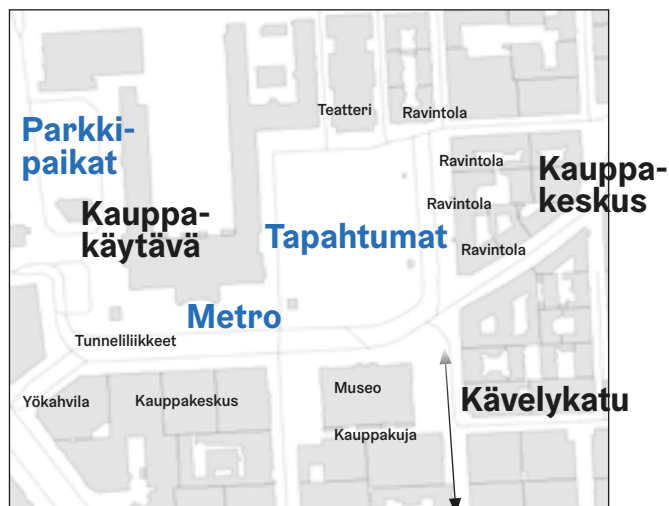 Teatteri
Ravintola
Parkki-
paikat
Ravintola
Kauppa-
keskus
Kauppa-
käytävä
Ravintola
Tapahtumat
Ravintola
Metro
Tunneliliikkeet
Yökahvila
Kauppakeskus
Museo
Kävelykatu
Kauppakuja